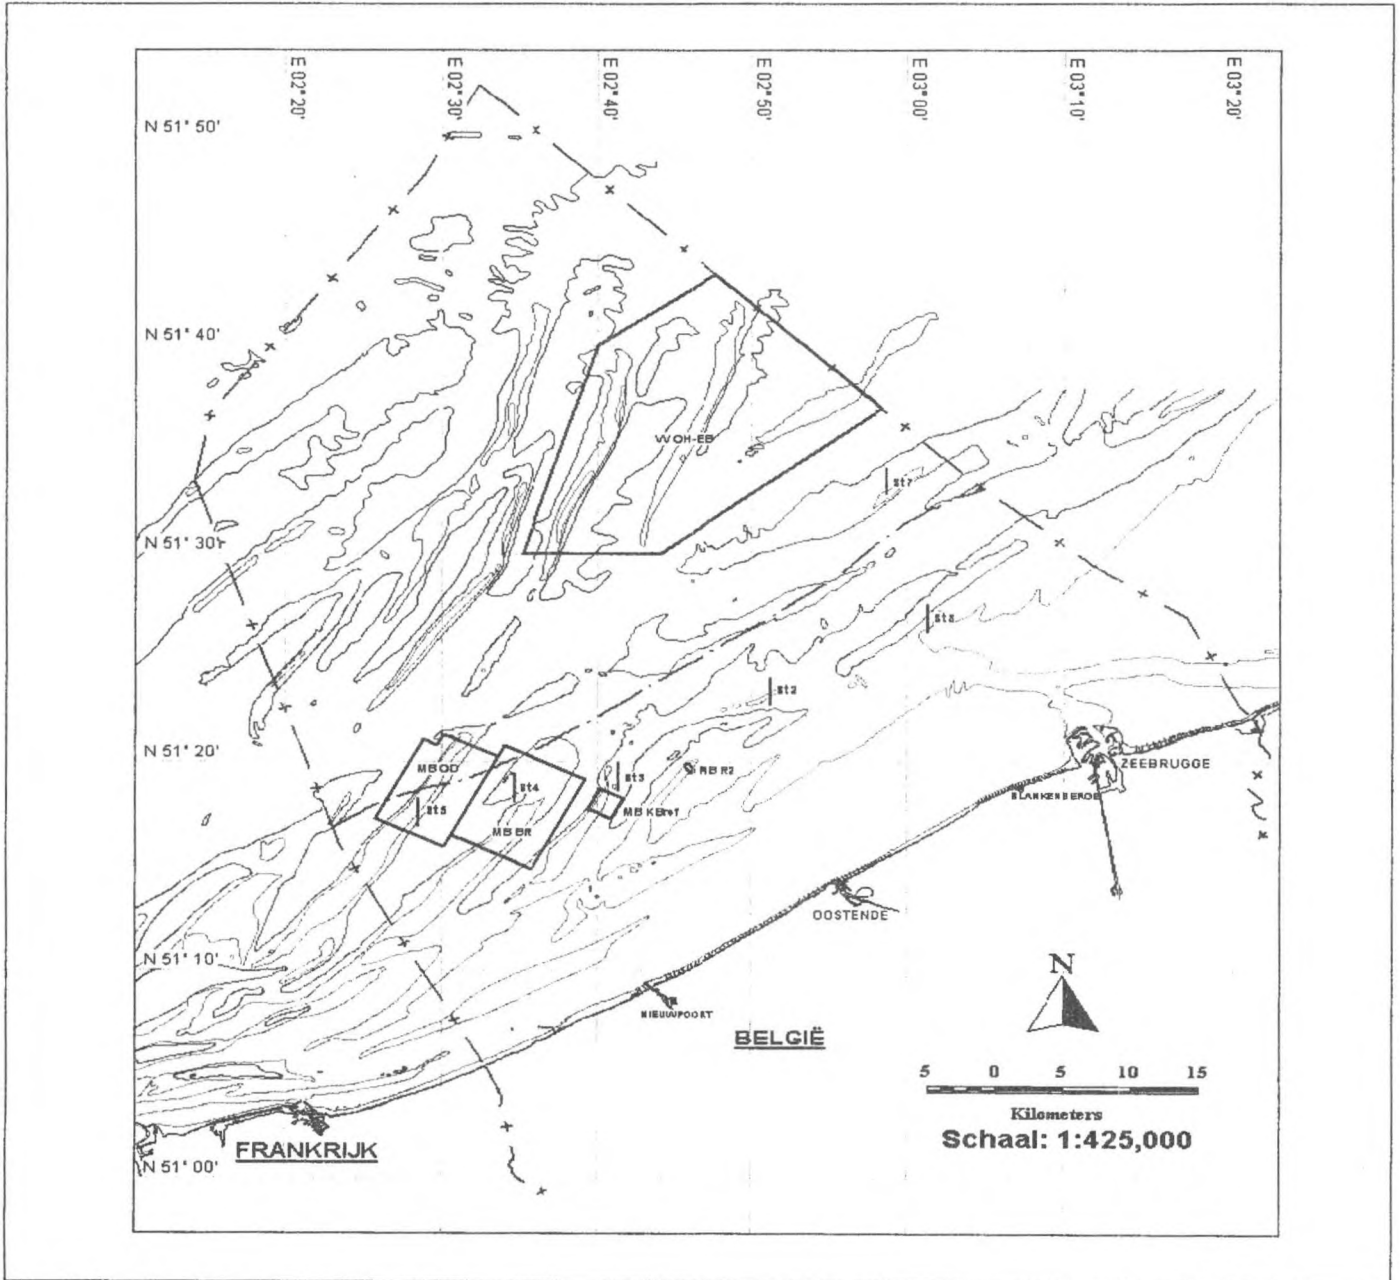 E 02° 20'
E 02° 30'
E 02° 40'
E 02° 50'
E 03° 00'
E 03° 10'
E 03° 20'
N 51° 50'
N 51° 40'
VVOH-EB
St7
N 51° 30'
St8
St2
N 51° 20'
MBOD
St4
St3
RBR2
ZEEBRUGGE
BLANKENBERGE
St5
MBBR
MBKBref
OOSTENDE
N 51° 10'
N
NIEUWPOORT
BELGIË
5 0 5 10 15
Kilometers
Schaal: 1:425,000
FRANKRIJK
N 51° 00'